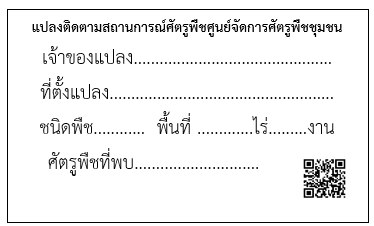 แปลงติดตามสถานการณ์ศัตรูพืชศูนย์จัดการศัตรูพืชชุมชน
เจ้าของแปลง..............................................
ที่ตั้งแปลง....................................................
ชนิดพืช............ พื้นที่ .............ไร่.........งาน
ศัตรูพืชที่พบ.............................